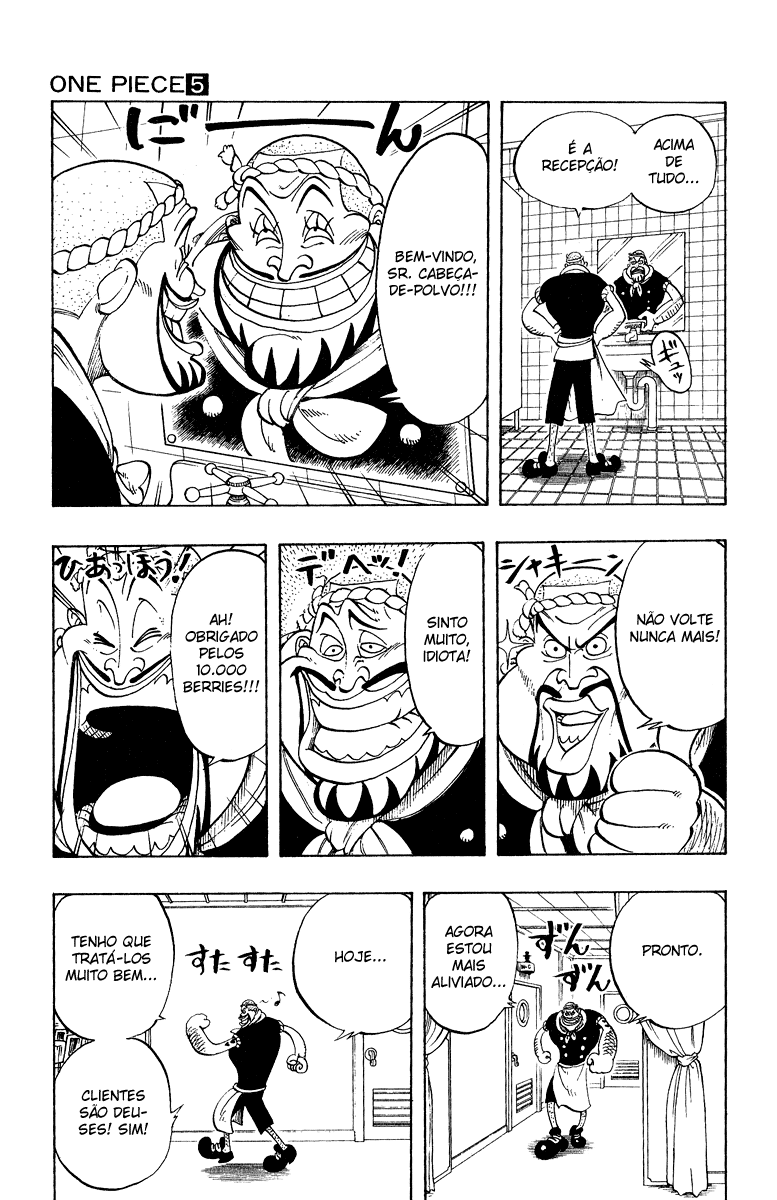 ONE PIECE 5
ACIMA
DE
TUDO...
É A
RECEPÇÃO!
ギュッ
にーーん
BEM-VINDO,
SR. CABEÇA-
DE-POLVO!!!
シャキーン
NÃO VOLTE
NUNCA MAIS!
デヘッ!
SINTO
MUITO,
IDIOTA!
ひあっほう!
AH!
OBRIGADO
PELOS
10.000
BERRIES!!!
PRONTO.
ずん
ずん
AGORA
ESTOU
MAIS
ALIVIADO...
HOJE...
すた すた
TENHO QUE
TRATÁ-LOS
MUITO BEM...
CLIENTES
SÃO DEU-
SES! SIM!